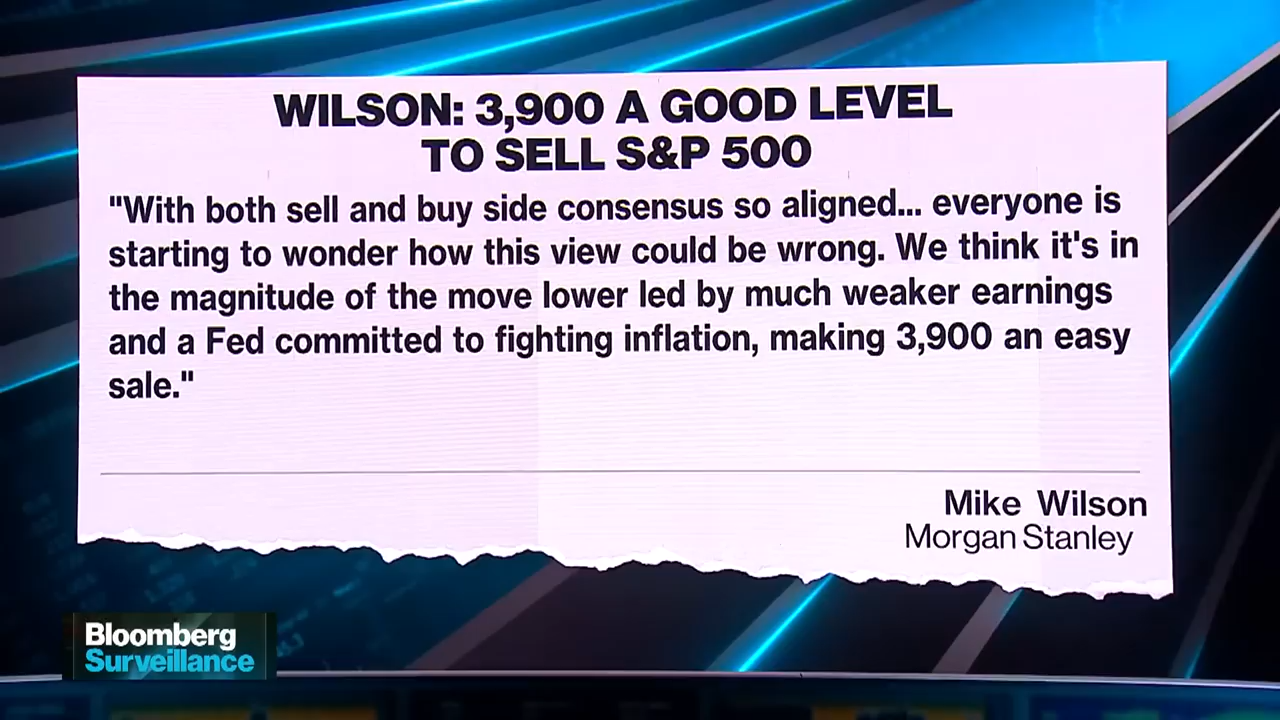 WILSON: 3,900 A GOOD LEVEL
TO SELL S&P 500
"With both sell and buy side consensus so aligned... everyone is
starting to wonder how this view could be wrong. We think it's in
the magnitude of the move lower led by much weaker earnings
and a Fed committed to fighting inflation, making 3,900 an easy
sale."
Mike Wilson
Morgan Stanley
Bloomberg
Surveillance